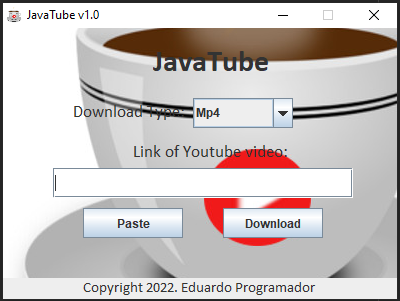 JavaTube v1.0
JavaTube
Download Type: Mp4
Link of Youtube video:
Paste Download
Copyright 2022. Eduardo Programador